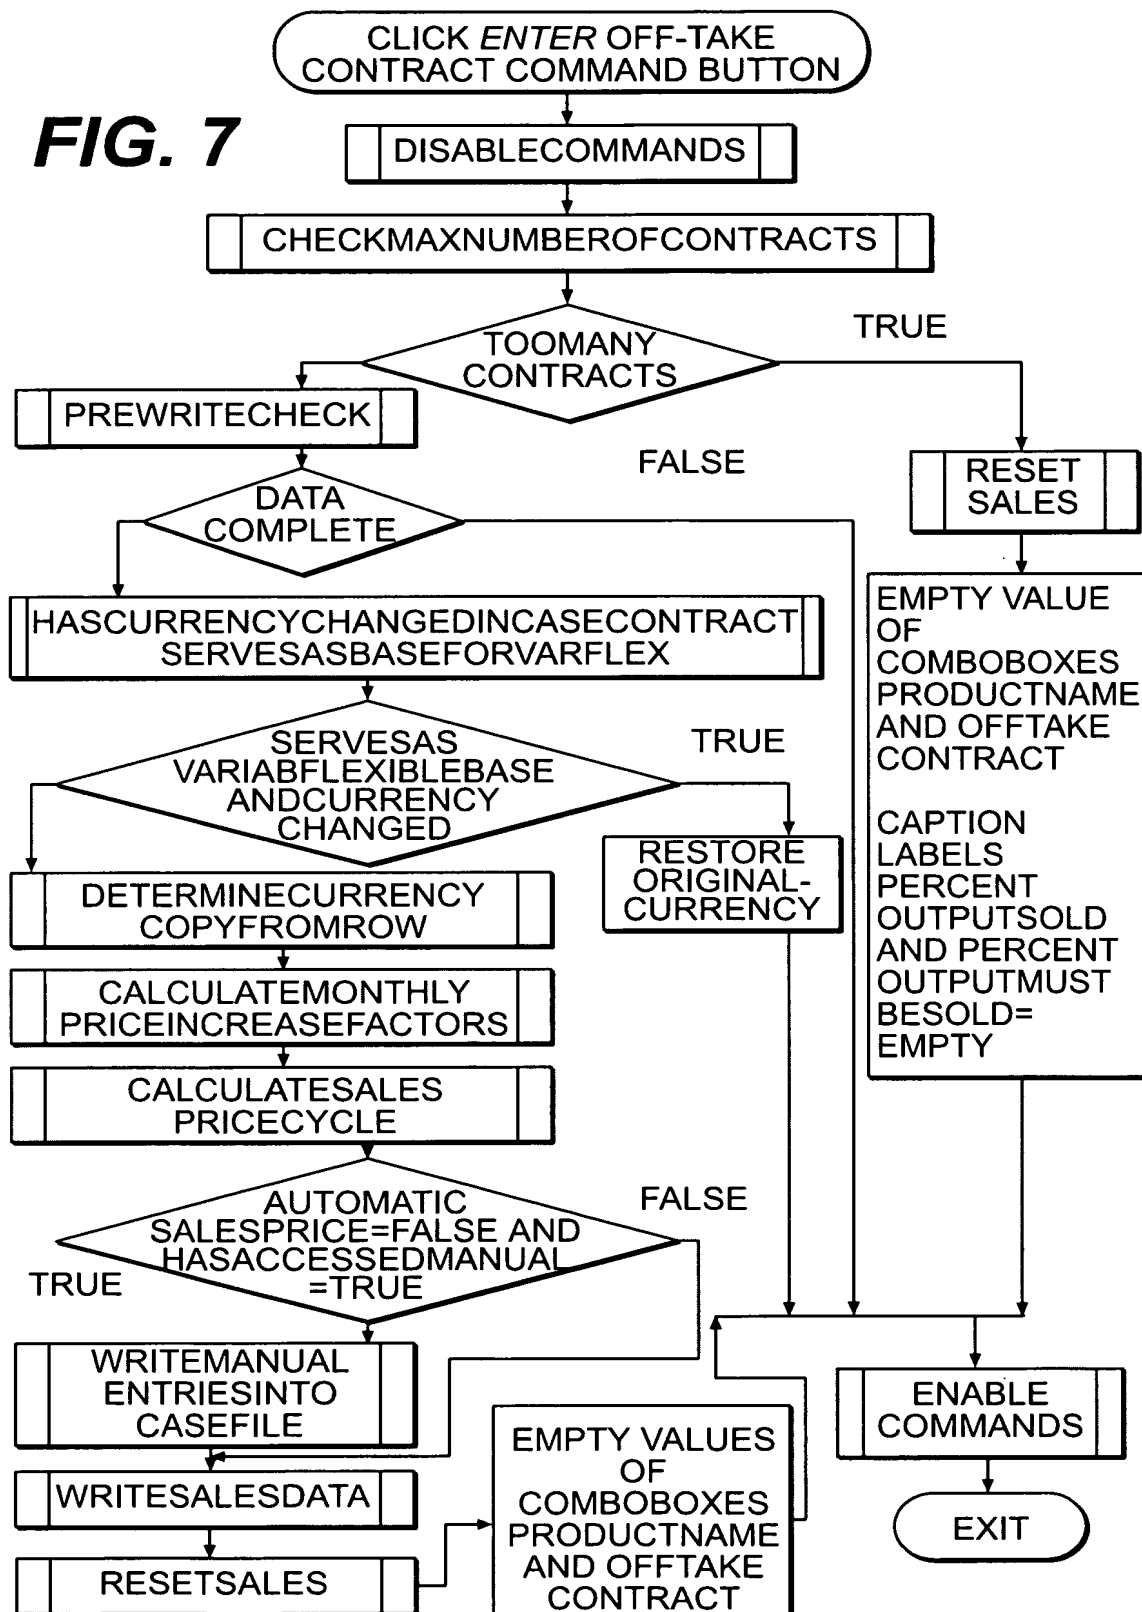 CLICK ENTER OFF-TAKE
CONTRACT COMMAND BUTTON
FIG. 7
DISABLECOMMANDS
CHECKMAXNUMBEROFCONTRACTS
TOOMANY
CONTRACTS
TRUE
PREWRITECHECK
FALSE
DATA
COMPLETE
RESET
SALES
EMPTY VALUE
OF
COMBOBOXES
PRODUCTNAME
AND OFFTAKE
CONTRACT
CAPTION
LABELS
PERCENT
OUTPUTSOLD
AND PERCENT
OUTPUTMUST
BESOLD=
EMPTY
HASCURRENCYCHANGEDINCASECONTRACT
SERVESASBASEFORVARFLEX
SERVESAS
VARIABFLEXIBLEBASE
ANDCURRENCY
CHANGED
TRUE
RESTORE
ORIGINAL-
CURRENCY
DETERMINECURRENCY
COPYFROMROW
CALCULATEMONTHLY
PRICEINCREASEFACTORS
CALCULATESALES
PRICECYCLE
AUTOMATIC
SALESPRICE=FALSE AND
HASACCESSEDMANUAL
=TRUE
FALSE
TRUE
WRITEMANUAL
ENTRIESINTO
CASEFILE
WRITESALESDATA
RESETSALES
EMPTY VALUES
OF
COMBOBOXES
PRODUCTNAME
AND OFFTAKE
CONTRACT
ENABLE
COMMANDS
EXIT